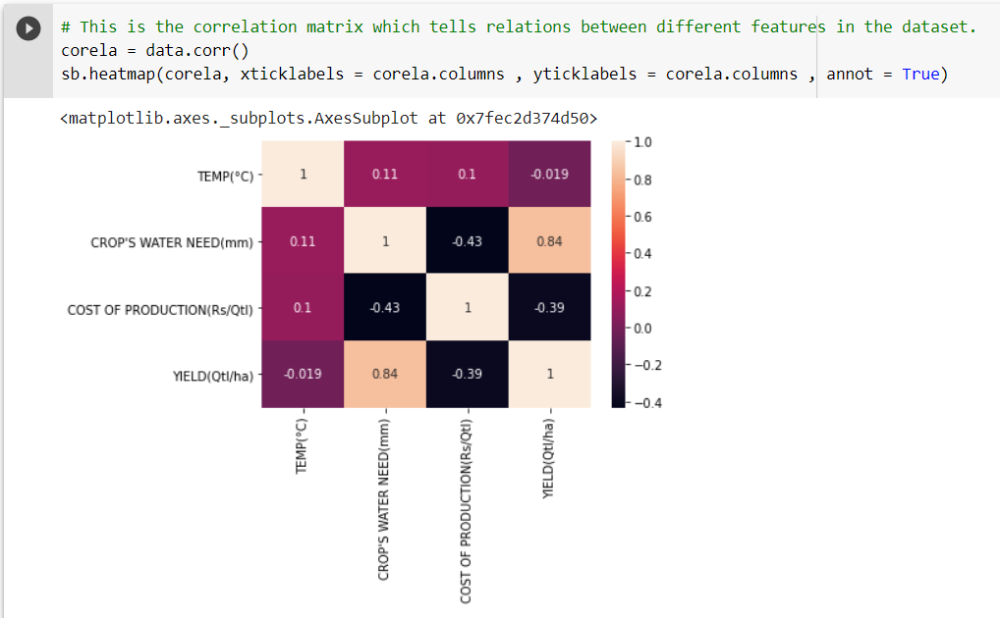 # This is the correlation matrix which tells relations between different features in the dataset.
corela = data.corr()
sb.heatmap(corela, xticklabels = corela.columns , yticklabels = corela.columns , annot = True)
<matplotlib.axes._subplots.AxesSubplot at 0x7fec2d374d50>
TEMP(°C) 1 0.11 0.1 -0.019
CROP'S WATER NEED(mm) 0.11 1 -0.43 0.84
COST OF PRODUCTION(Rs/Qtl) 0.1 -0.43 1 -0.39
YIELD(Qtl/ha) -0.019 0.84 -0.39 1
TEMP(°C)
CROP'S WATER NEED(mm)
COST OF PRODUCTION(Rs/Qtl)
YIELD(Qtl/ha)
1.0
0.8
0.6
0.4
0.2
0.0
−0.2
−0.4